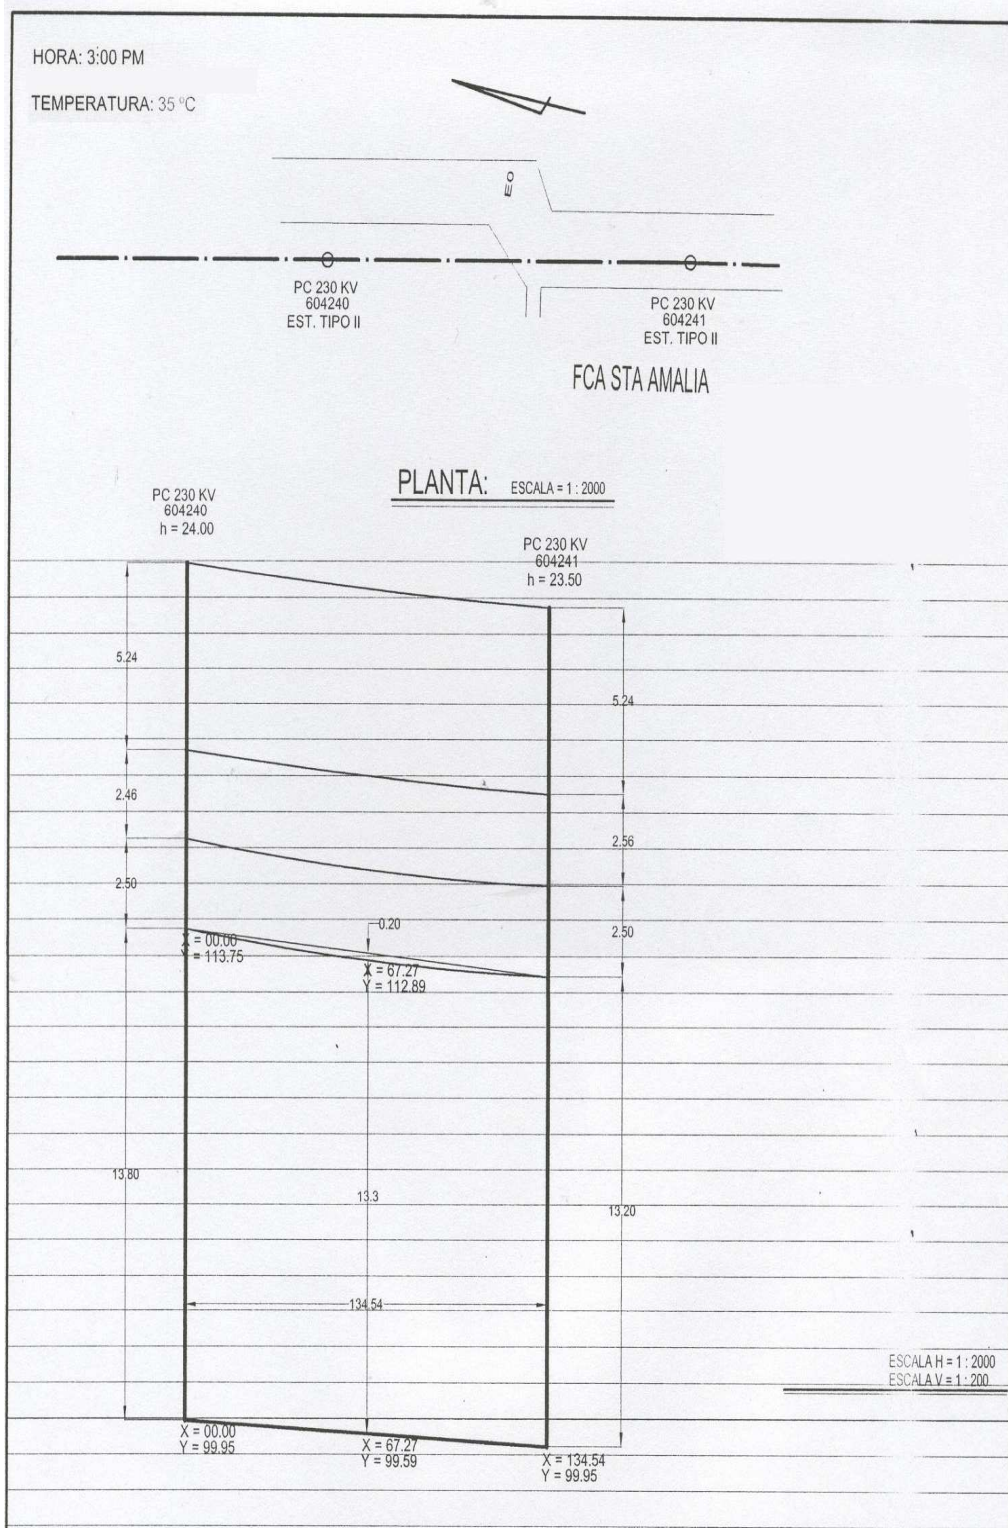 HORA: 3:00 PM
TEMPERATURA: 35 ºC
Eo
PC 230 KV
604240
EST. TIPO II
PC 230 KV
604241
EST. TIPO II
FCA STA AMALIA
PLANTA: ESCALA = 1 : 2000
PC 230 KV
604240
h = 24.00
PC 230 KV
604241
h = 23.50
5.24
5.24
2.46
2.56
2.50
2.50
0.20
X = 00.00
Y = 113.75
X = 67.27
Y = 112.89
13.80
13.3
13.20
134.54
ESCALA H = 1 : 2000
ESCALA V = 1 : 200
X = 00.00
Y = 99.95
X = 67.27
Y = 99.59
X = 134.54
Y = 99.95